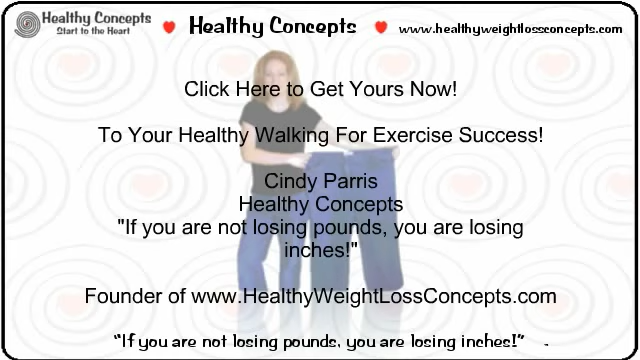 Healthy Concepts
Start to the Heart
Healthy Concepts
www.healthyweightlossconcepts.com
Click Here to Get Yours Now!
To Your Healthy Walking For Exercise Success!
Cindy Parris
Healthy Concepts
"If you are not losing pounds, you are losing
inches!"
Founder of www.HealthyWeightLossConcepts.com
"If you are not losing pounds, you are losing inches!"